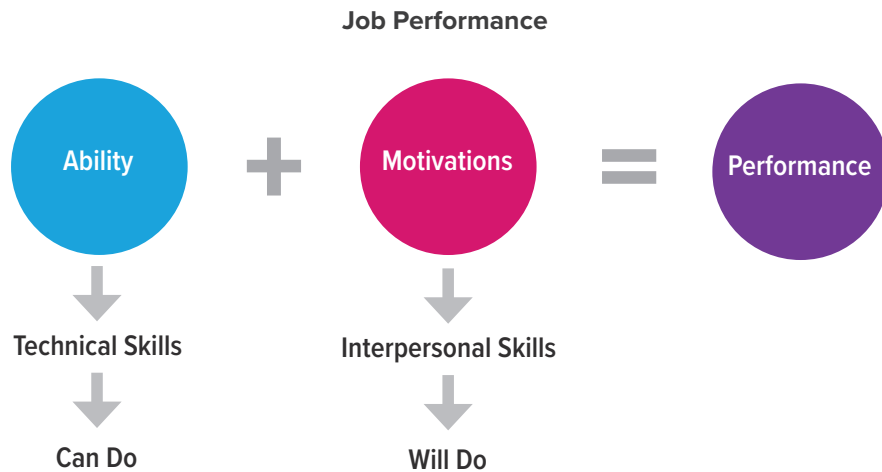 Job Performance
Ability
+
Motivations
=
Performance
Technical Skills
Interpersonal Skills
Can Do
Will Do